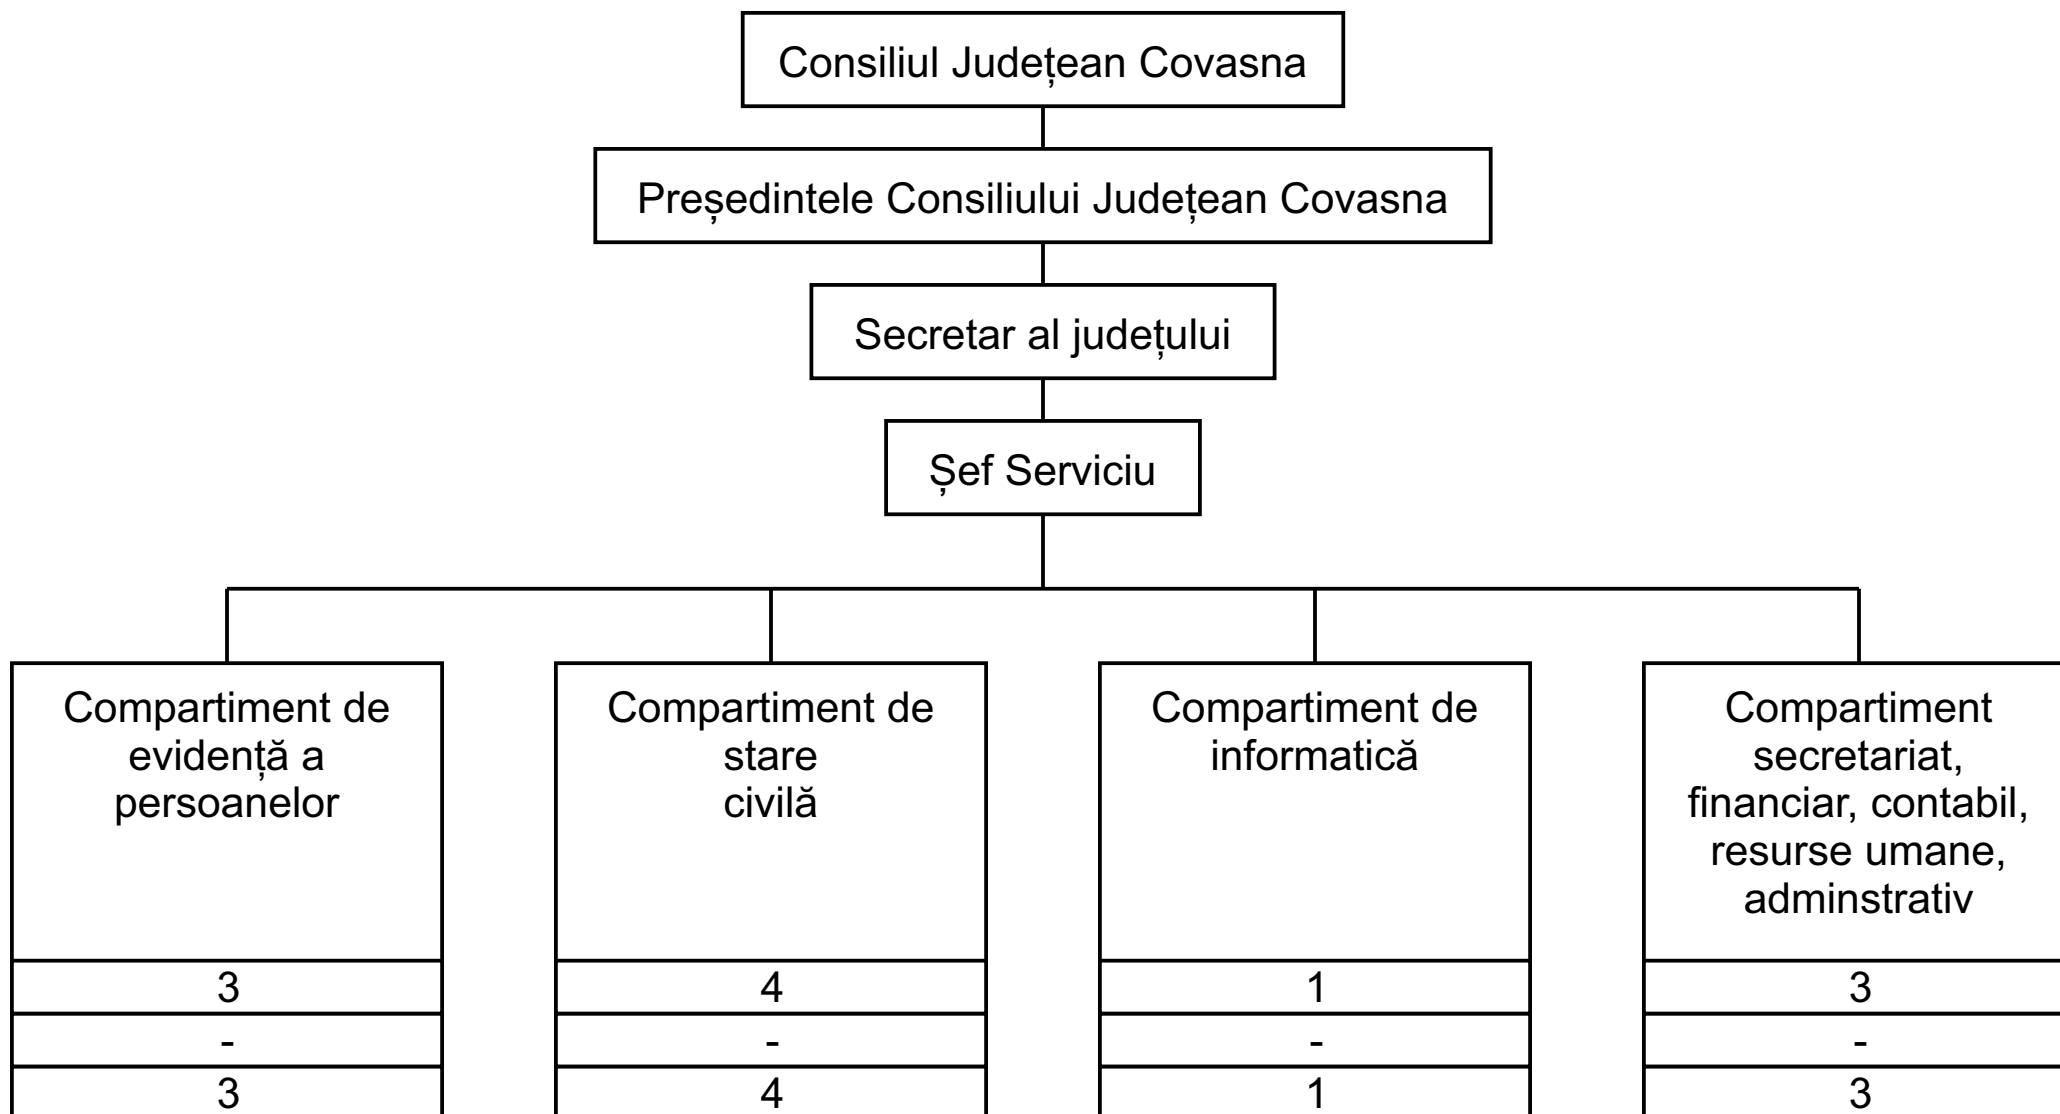 Consiliul Județean Covasna
Președintele Consiliului Județean Covasna
Secretar al județului
Șef Serviciu
Compartiment de
evidență a
persoanelor
3
-
3
Compartiment de
stare
civilă
4
-
4
Compartiment de
informatică
1
-
1
Compartiment
secretariat,
financiar, contabil,
resurse umane,
adminstrativ
3
-
3